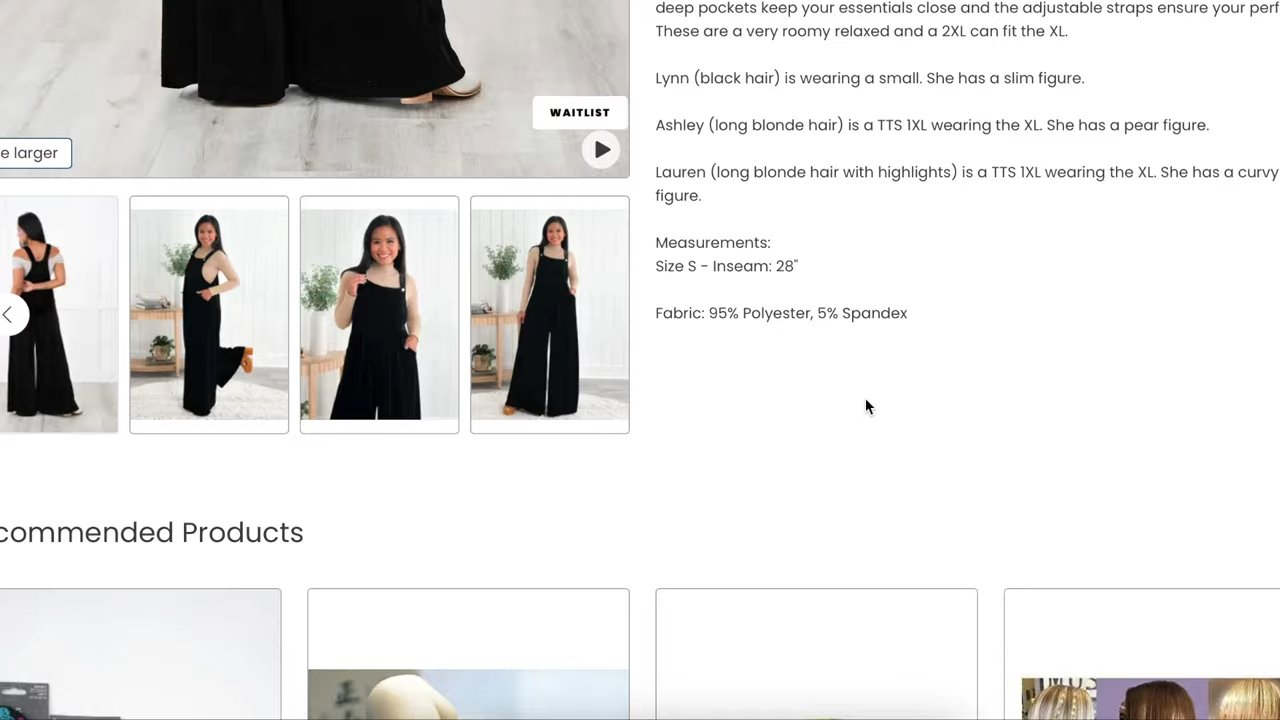 deep pockets keep your essentials close and the adjustable straps ensure your perf
These are a very roomy relaxed and a 2XL can fit the XL.
Lynn (black hair) is wearing a small. She has a slim figure.
Ashley (long blonde hair) is a TTS 1XL wearing the XL. She has a pear figure.
Lauren (long blonde hair with highlights) is a TTS 1XL wearing the XL. She has a curvy
figure.
Measurements:
Size S - Inseam: 28"
Fabric: 95% Polyester, 5% Spandex
WAITLIST
e larger
commended Products